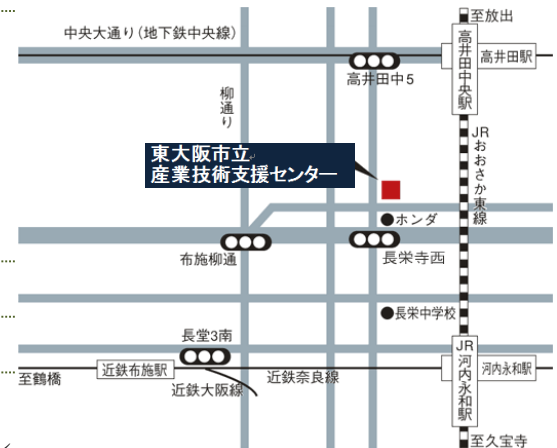 至放出
中央大通り(地下鉄中央線)
高井田中央駅
高井田駅
高井田中5
柳通り
JRおおさか東線
東大阪市立
産業技術支援センター
ホンダ
布施柳通
長栄寺西
長栄中学校
長堂3南
JR河内永和駅
河内永和駅
近鉄布施駅
近鉄奈良線
至鶴橋
近鉄大阪線
至久宝寺